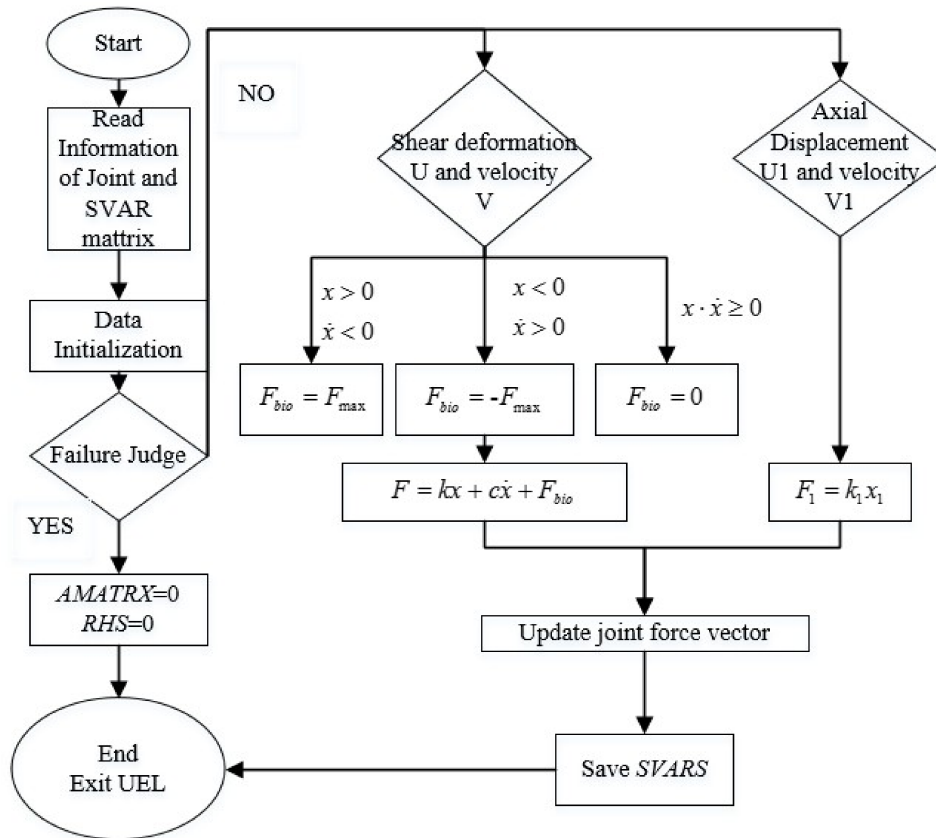 Start
Read
Information
of Joint and
SVAR
mattrix
Data
Initialization
Failure Judge
YES
AMATRX=0
RHS=0
End
Exit UEL
NO
Shear deformation
U and velocity
V
x > 0
ẋ < 0
x < 0
ẋ > 0
x · ẋ ≥ 0
F_bio = F_max
F_bio = -F_max
F_bio = 0
F = kx + cẋ + F_bio
Axial
Displacement
U1 and velocity
V1
F_1 = k_1x_1
Update joint force vector
Save SVARS